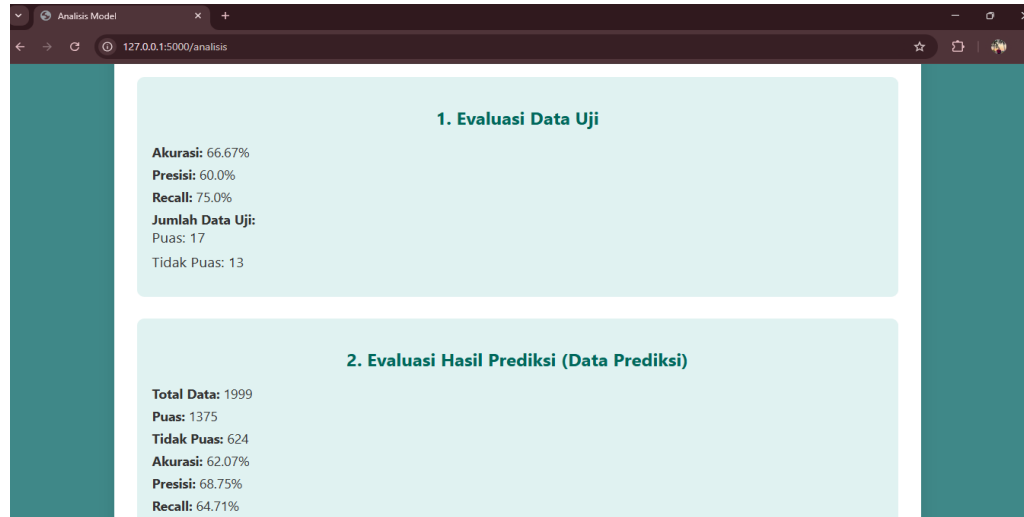 Analisis Model
127.0.0.1:5000/analisis
1. Evaluasi Data Uji
Akurasi: 66.67%
Presisi: 60.0%
Recall: 75.0%
Jumlah Data Uji:
Puas: 17
Tidak Puas: 13
2. Evaluasi Hasil Prediksi (Data Prediksi)
Total Data: 1999
Puas: 1375
Tidak Puas: 624
Akurasi: 62.07%
Presisi: 68.75%
Recall: 64.71%